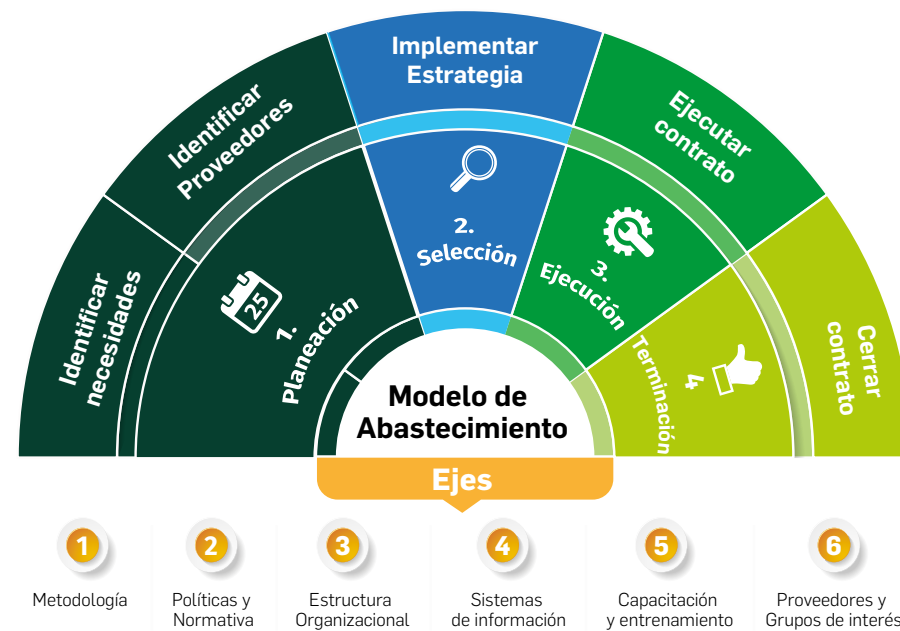 Identificar
necesidades
Identificar
Proveedores
Implementar
Estrategia
Ejecutar
contrato
Cerrar
contrato
25
1.
Planeación
2.
Selección
3.
Ejecución
4
Terminación
Modelo de
Abastecimiento
Ejes
1
Metodología
2
Políticas y
Normativa
3
Estructura
Organizacional
4
Sistemas
de información
5
Capacitación
y entrenamiento
6
Proveedores y
Grupos de interés